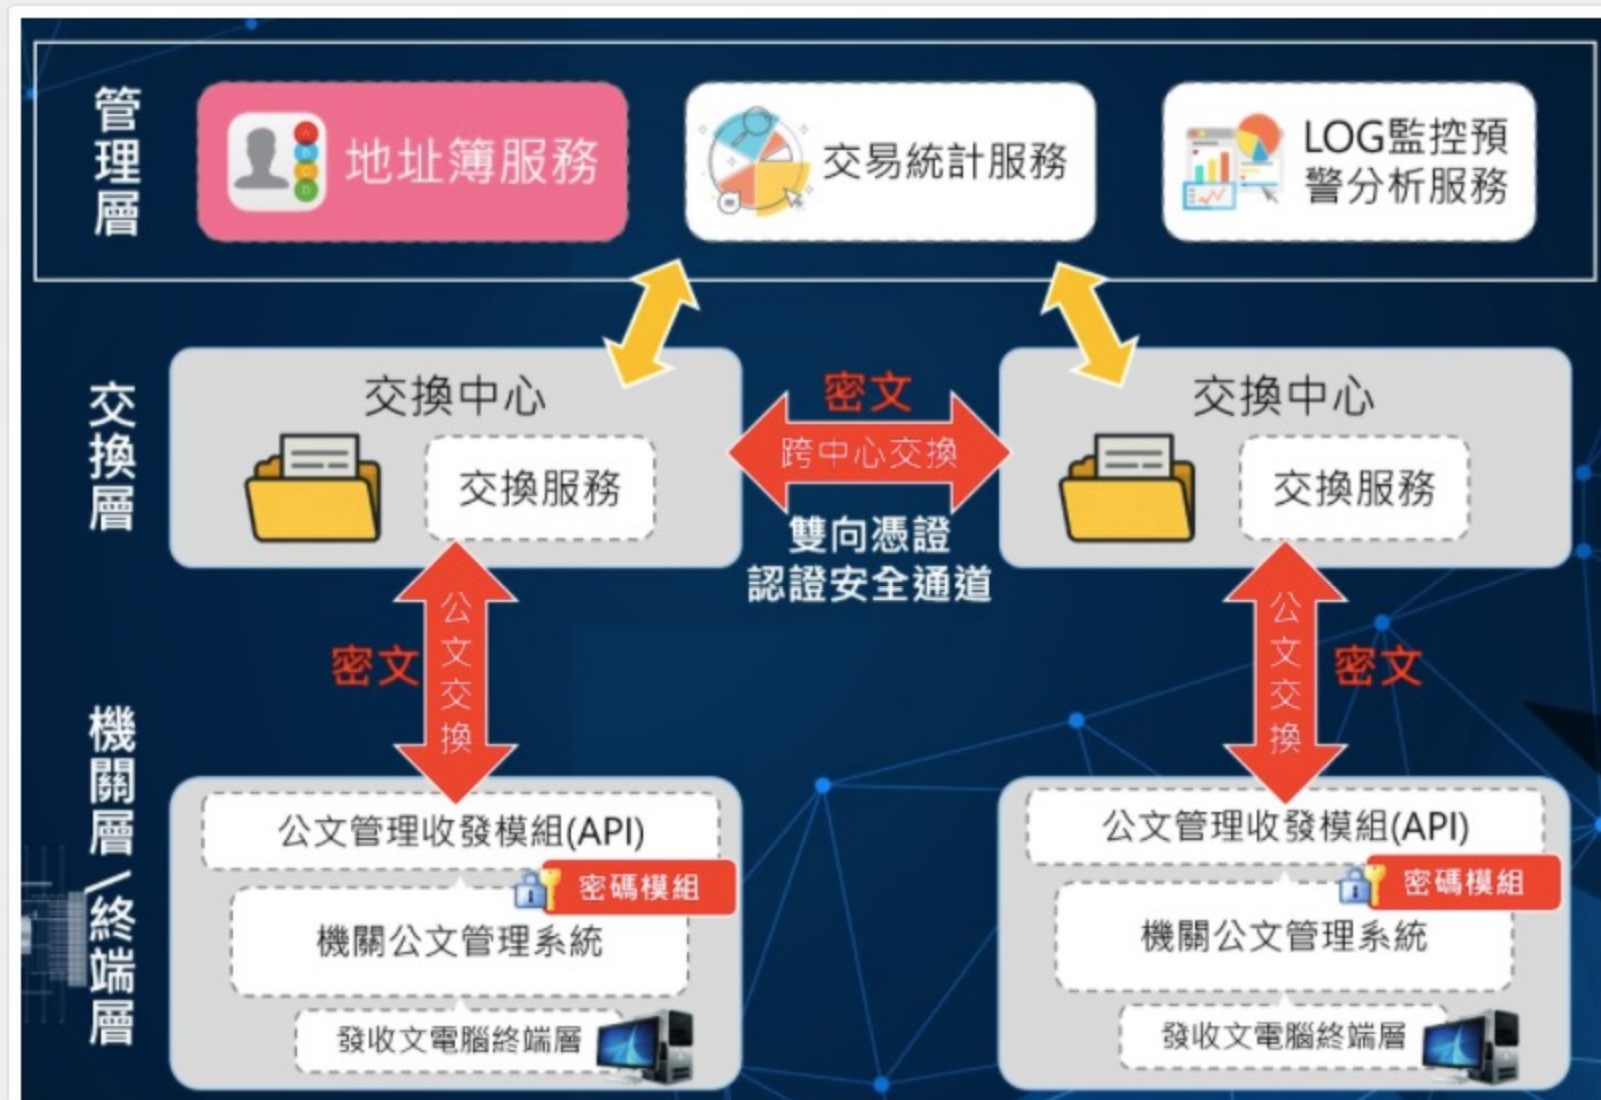 管理層
地址簿服務
交易統計服務
LOG監控預
警分析服務
交換層
交換中心
交換服務
密文
跨中心交換
雙向憑證
認證安全通道
交換中心
交換服務
公文交換
密文
公文交換
密文
機關層/終端層
公文管理收發模組(API)
密碼模組
機關公文管理系統
發收文電腦終端層
公文管理收發模組(API)
密碼模組
機關公文管理系統
發收文電腦終端層